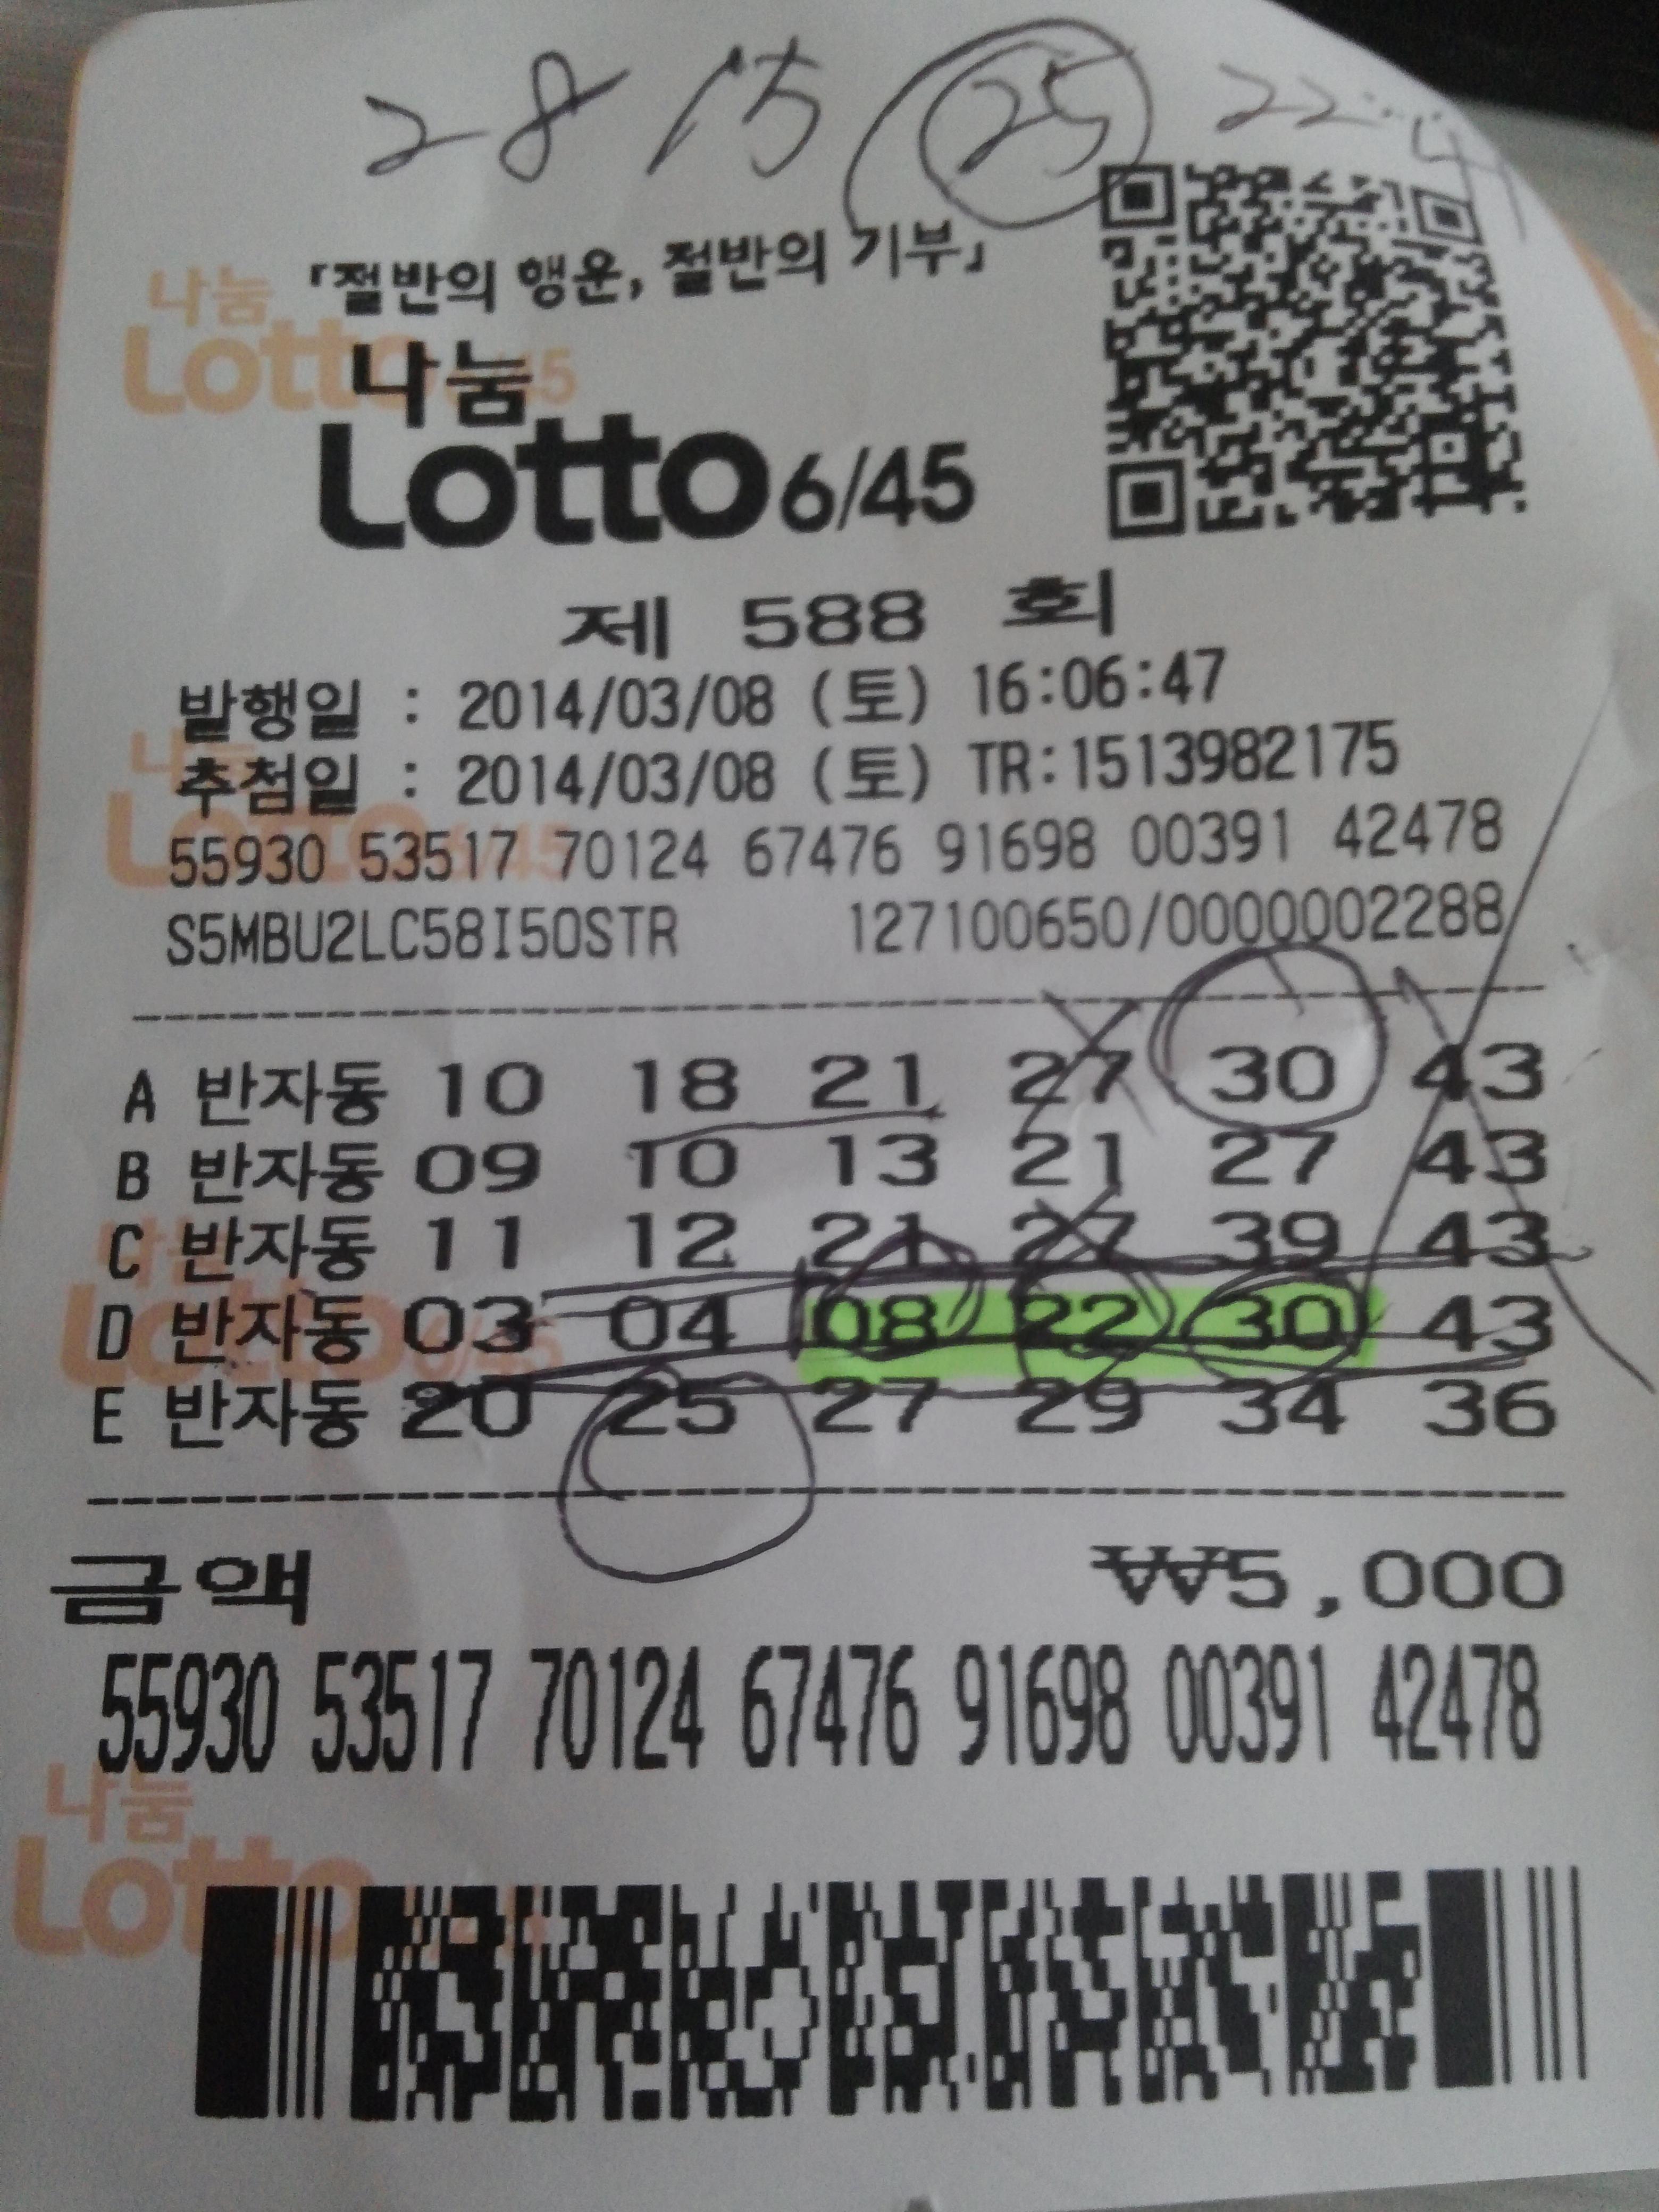 2 8 15 25 22
「절반의 행운, 절반의 기부」
나눔
Lotto 6/45
제 588 회
발행일 : 2014/03/08 (토) 16:06:47
추첨일 : 2014/03/08 (토) TR:1513982175
55930 53517 70124 67476 91698 00391 42478
S5MBU2LC58I50STR 127100650/0000002288
A 반자동 10 18 21 27 30 43
B 반자동 09 10 13 21 27 43
C 반자동 11 12 21 27 39 43
D 반자동 03 04 08 22 30 43
E 반자동 20 25 27 29 34 36
금액 ₩₩5,000
55930 53517 70124 67476 91698 00391 42478